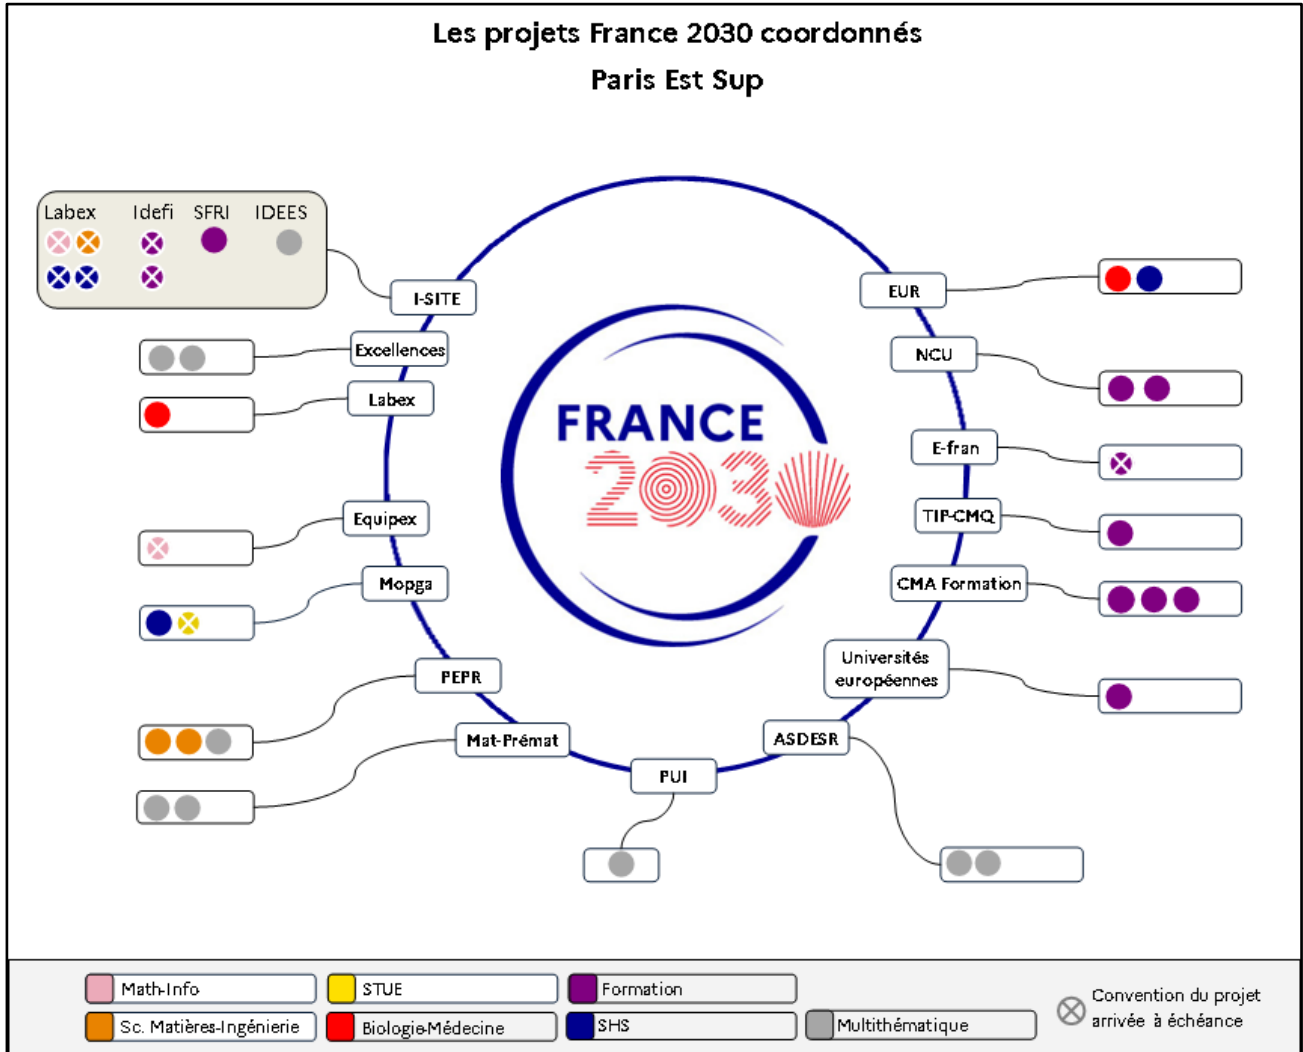 Les projets France 2030 coordonnés
Paris Est Sup
Labex Idefi SFRI IDEES
I-SITE
EUR
Excellences
NCU
Labex
FRANCE
2030
E-fran
Equipex
TIP-CMQ
Mopga
CMA Formation
Universités
européennes
PEPR
Mat-Prémat
ASDESR
PUI
Math-Info
STUE
Formation
Sc. Matières-Ingénierie
Biologie-Médecine
SHS
Multithématique
Convention du projet
arrivée à échéance